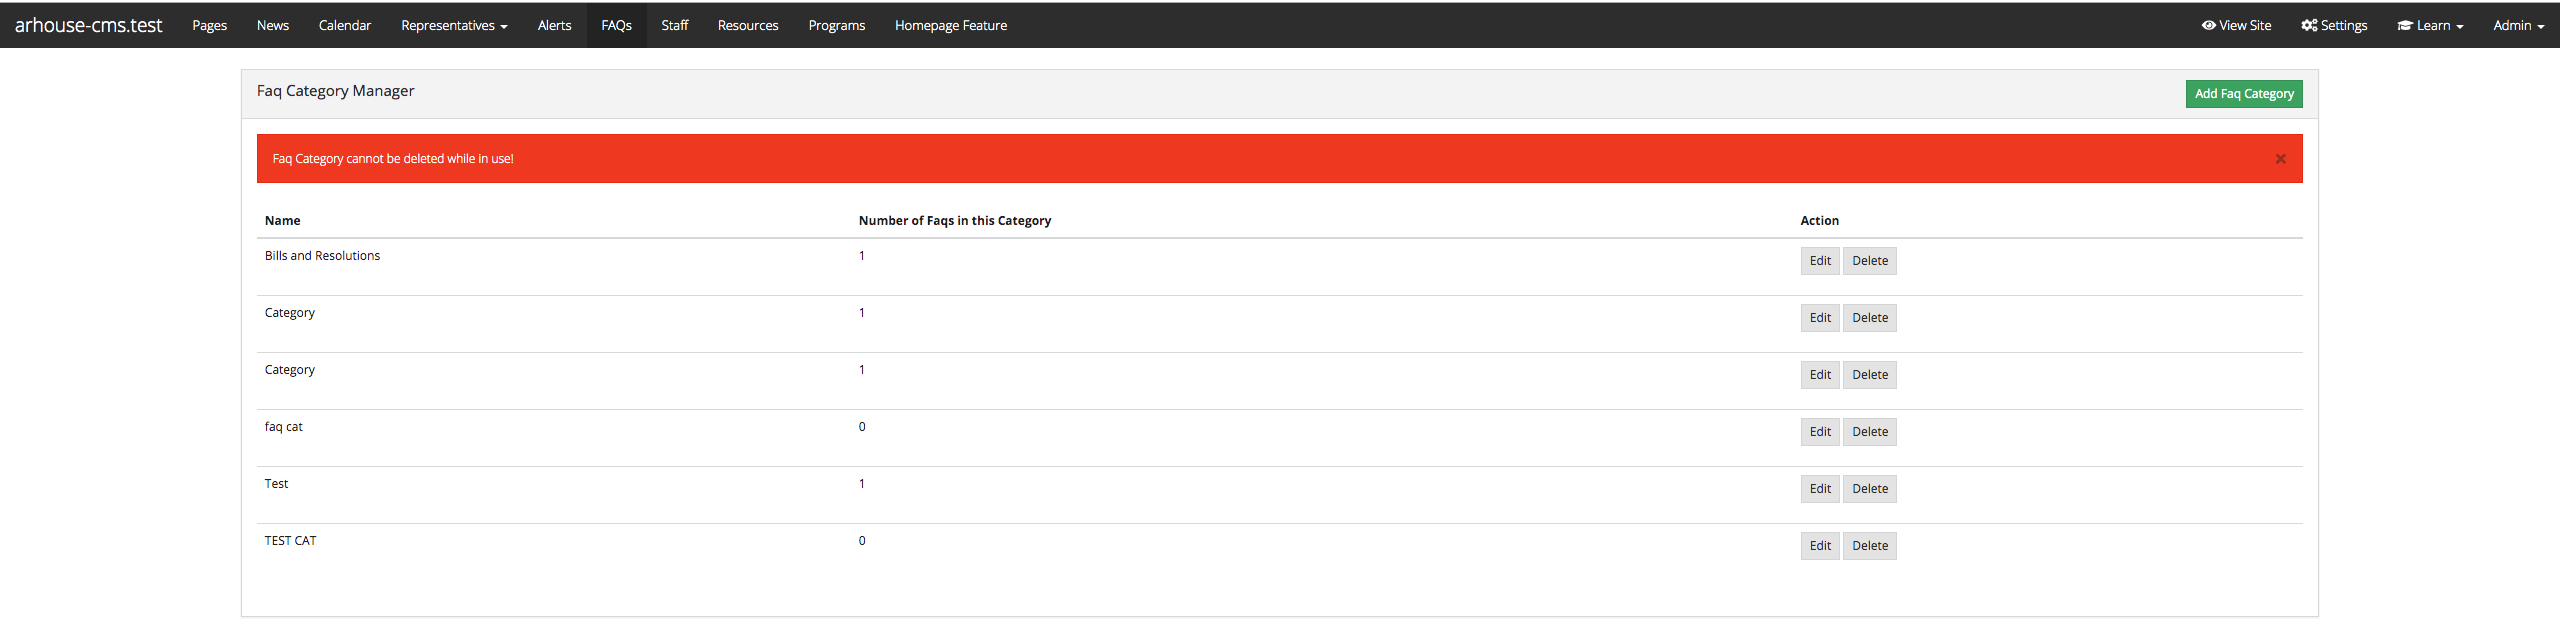 arhouse-cms.test Pages News Calendar Representatives Alerts FAQs Staff Resources Programs Homepage Feature View Site Settings Learn Admin
Faq Category Manager Add Faq Category
Faq Category cannot be deleted while in use! ×
Name Number of Faqs in this Category Action
Bills and Resolutions 1 Edit Delete
Category 1 Edit Delete
Category 1 Edit Delete
faq cat 0 Edit Delete
Test 1 Edit Delete
TEST CAT 0 Edit Delete